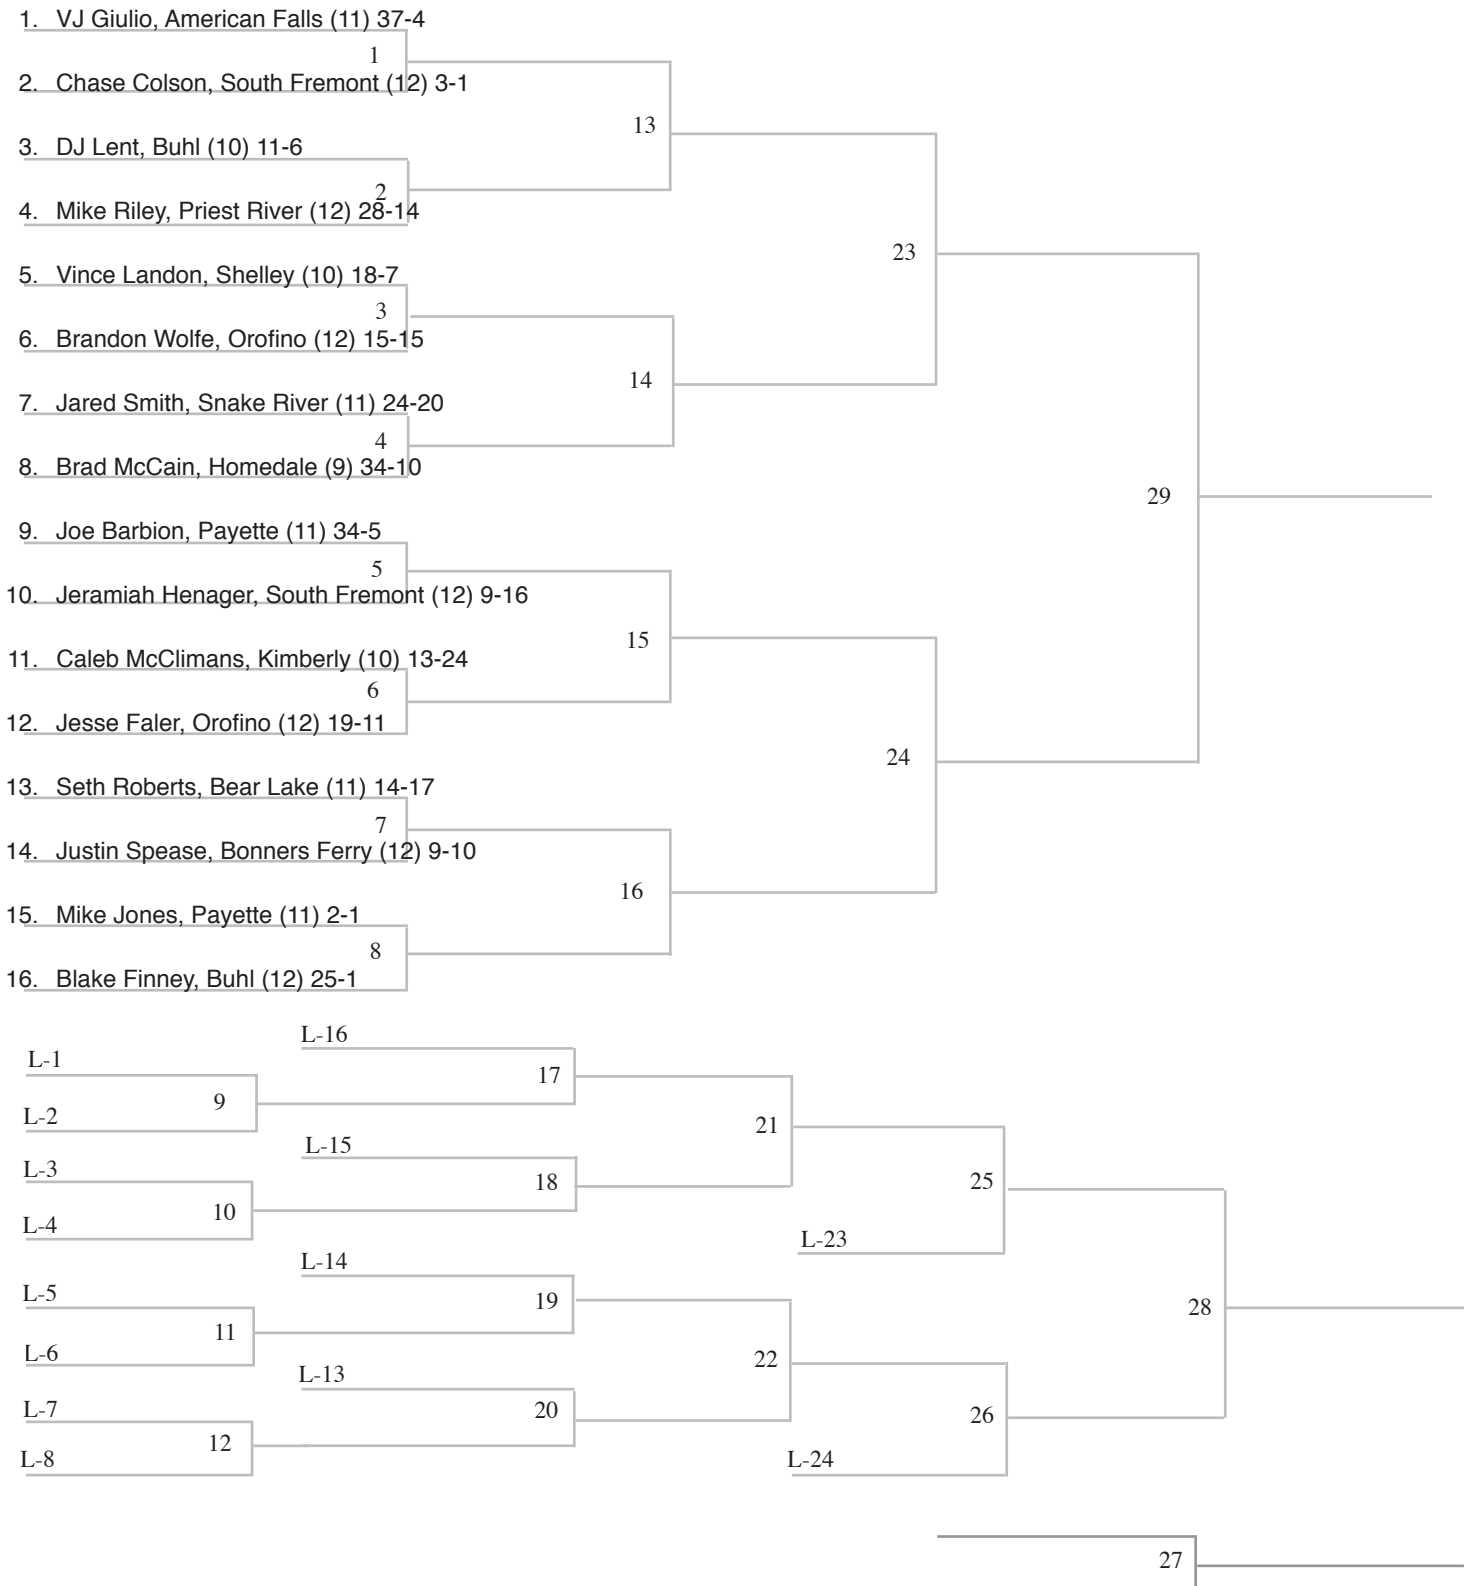 1. VJ Giulio, American Falls (11) 37-4
1
2. Chase Colson, South Fremont (12) 3-1
13
3. DJ Lent, Buhl (10) 11-6
2
4. Mike Riley, Priest River (12) 28-14
23
5. Vince Landon, Shelley (10) 18-7
3
6. Brandon Wolfe, Orofino (12) 15-15
14
7. Jared Smith, Snake River (11) 24-20
4
8. Brad McCain, Homedale (9) 34-10
29
9. Joe Barbion, Payette (11) 34-5
5
10. Jeramiah Henager, South Fremont (12) 9-16
15
11. Caleb McClimans, Kimberly (10) 13-24
6
12. Jesse Faler, Orofino (12) 19-11
24
13. Seth Roberts, Bear Lake (11) 14-17
7
14. Justin Spease, Bonners Ferry (12) 9-10
16
15. Mike Jones, Payette (11) 2-1
8
16. Blake Finney, Buhl (12) 25-1
L-16
L-1
17
9
L-2
21
L-15
L-3
18
25
10
L-4
L-23
L-14
L-5
19
28
11
L-6
22
L-13
L-7
20
26
12
L-8
L-24
27